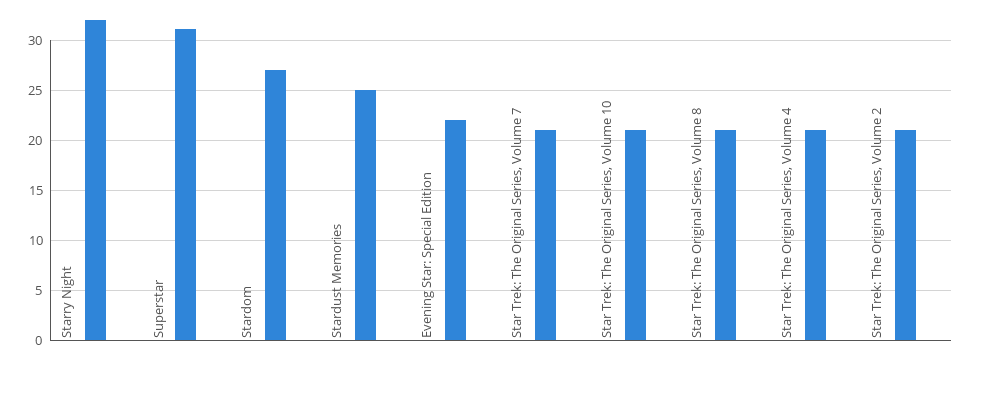 30
25
20
15
10
5
0
Starry Night
Superstar
Stardom
Stardust Memories
Evening Star: Special Edition
Star Trek: The Original Series, Volume 7
Star Trek: The Original Series, Volume 10
Star Trek: The Original Series, Volume 8
Star Trek: The Original Series, Volume 4
Star Trek: The Original Series, Volume 2